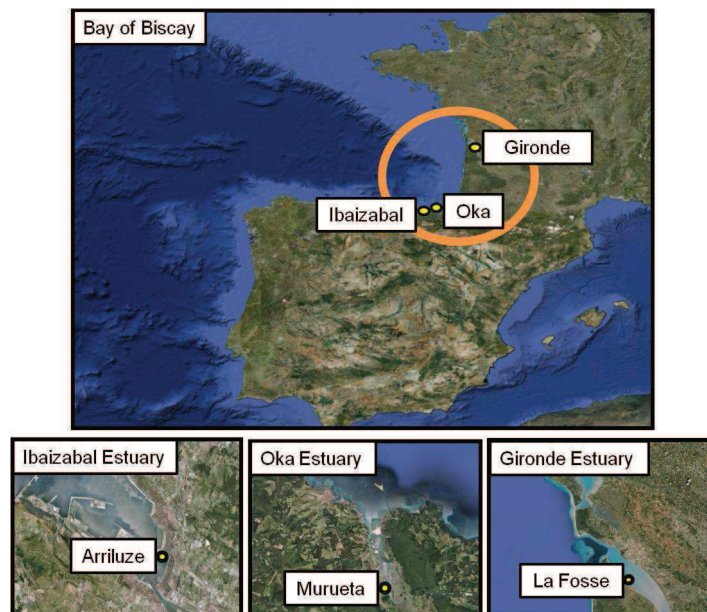 Bay of Biscay
Gironde
Ibaizabal
Oka
Ibaizabal Estuary
Oka Estuary
Gironde Estuary
Arriluze
Murueta
La Fosse